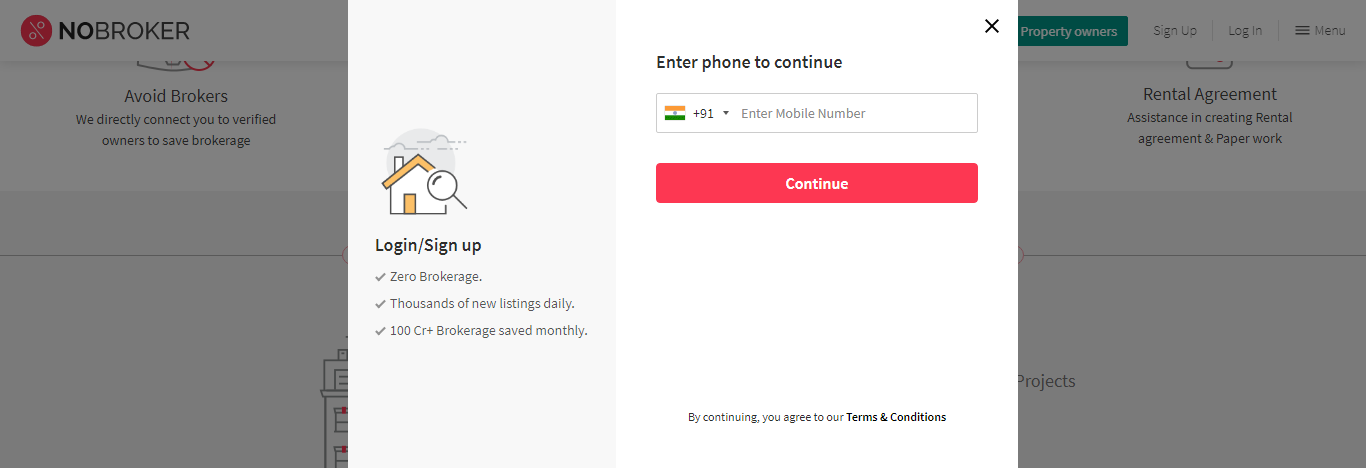 NOBROKER
Property owners
Sign Up
Log In
Menu
Avoid Brokers
We directly connect you to verified
owners to save brokerage
Login/Sign up
Zero Brokerage.
Thousands of new listings daily.
100 Cr+ Brokerage saved monthly.
Enter phone to continue
+91 Enter Mobile Number
Continue
By continuing, you agree to our Terms & Conditions
Rental Agreement
Assistance in creating Rental
agreement & Paper work
Projects